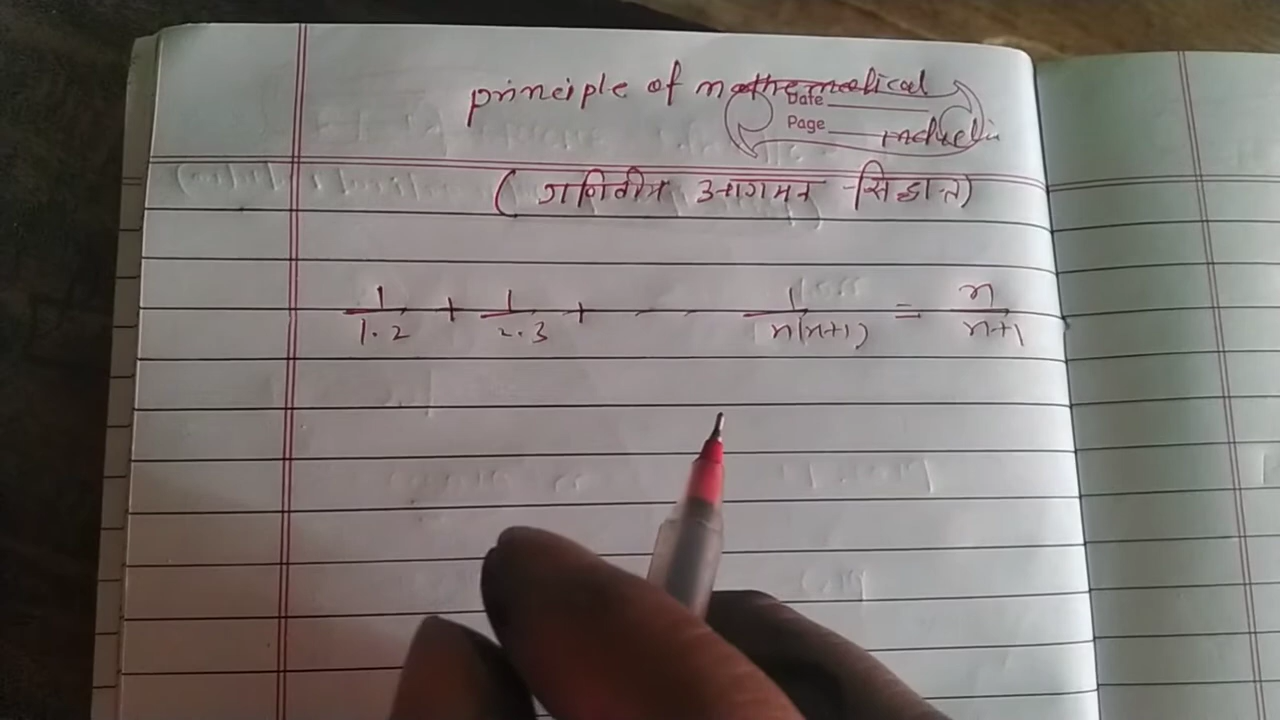 principle of mathematical
Date
Page
induction
(गणितीय आगमन सिद्धान्त)
1/1.2 + 1/2.3 + - - 1/n(n+1) = n/n+1